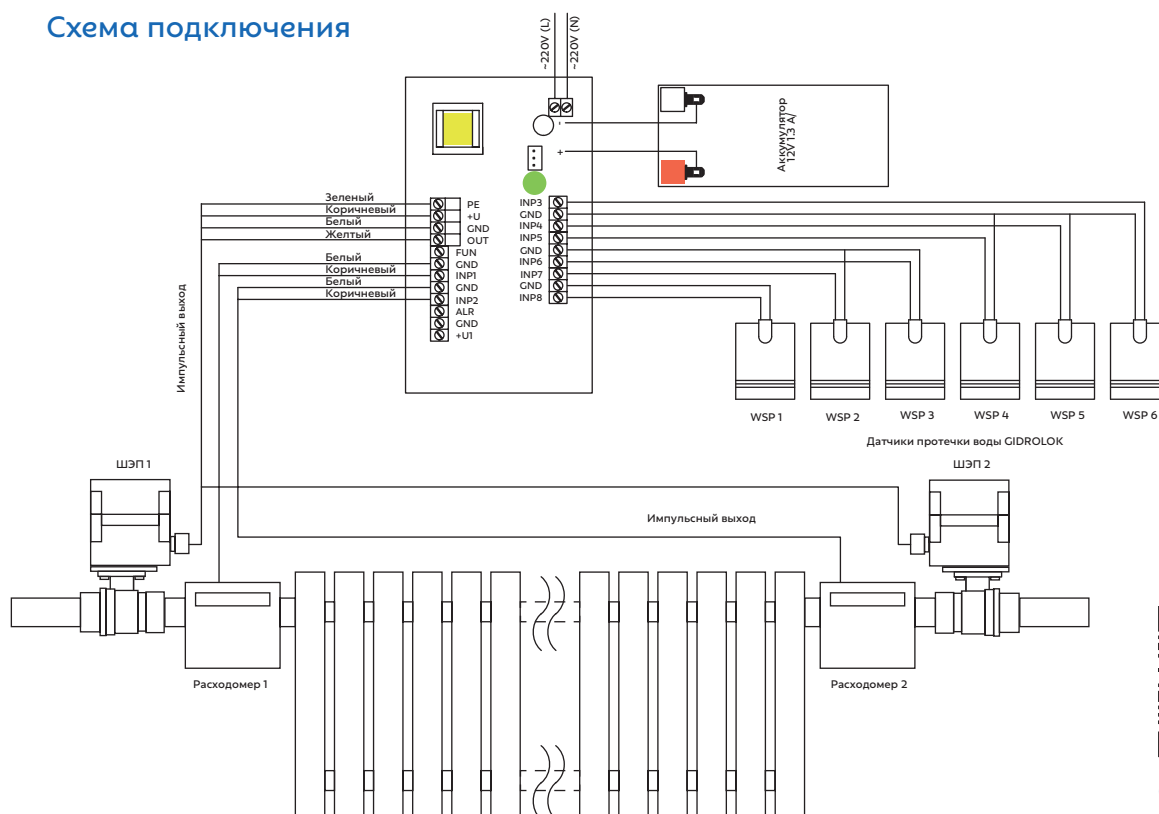 Схема подключения
~220V (L)
~220V (N)
-
+
Аккумулятор
12V 1.3 A/
Зеленый
Коричневый
Белый
Желтый
Белый
Коричневый
Белый
Коричневый
PE
+U
GND
OUT
FUN
GND
INP1
GND
INP2
ALR
GND
+U1
INP3
GND
INP4
INP5
GND
INP6
INP7
GND
INP8
Импульсный выход
WSP 1
WSP 2
WSP 3
WSP 4
WSP 5
WSP 6
Датчики протечки воды GIDROLOK
ШЭП 1
ШЭП 2
Импульсный выход
Расходомер 1
Расходомер 2